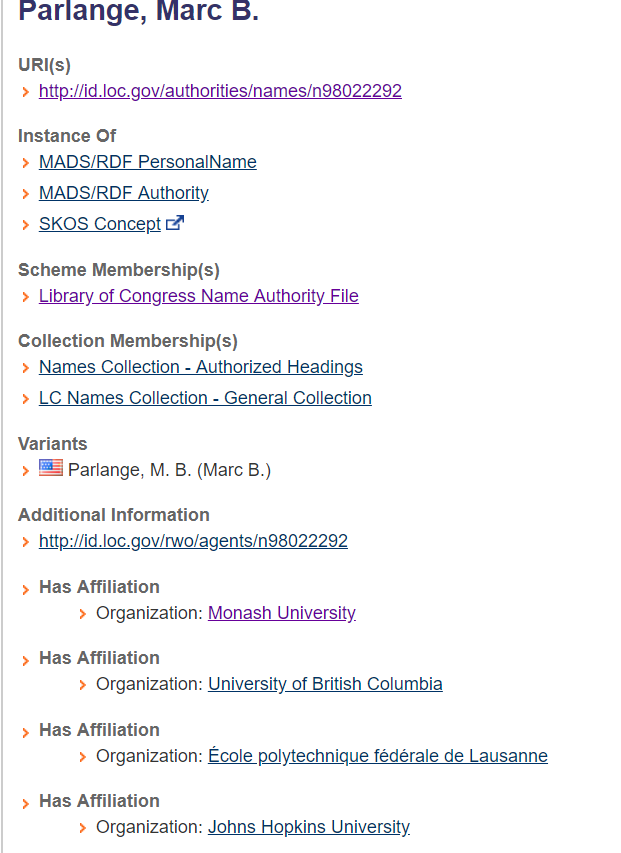 Parlange, Marc B.
URI(s)
http://id.loc.gov/authorities/names/n98022292
Instance Of
MADS/RDF PersonalName
MADS/RDF Authority
SKOS Concept
Scheme Membership(s)
Library of Congress Name Authority File
Collection Membership(s)
Names Collection - Authorized Headings
LC Names Collection - General Collection
Variants
Parlange, M. B. (Marc B.)
Additional Information
http://id.loc.gov/rwo/agents/n98022292
Has Affiliation
Organization: Monash University
Has Affiliation
Organization: University of British Columbia
Has Affiliation
Organization: École polytechnique fédérale de Lausanne
Has Affiliation
Organization: Johns Hopkins University